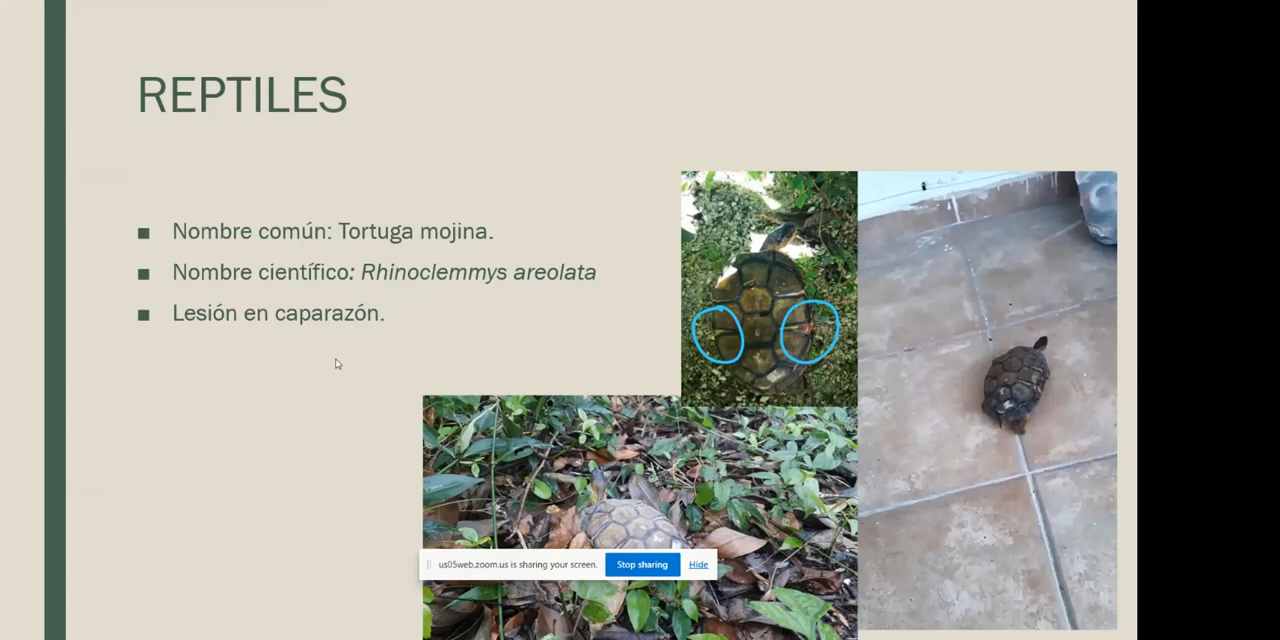 REPTILES
■ Nombre común: Tortuga mojina.
■ Nombre científico: Rhinoclemmys areolata
■ Lesión en caparazón.
us05web.zoom.us is sharing your screen. Stop sharing Hide